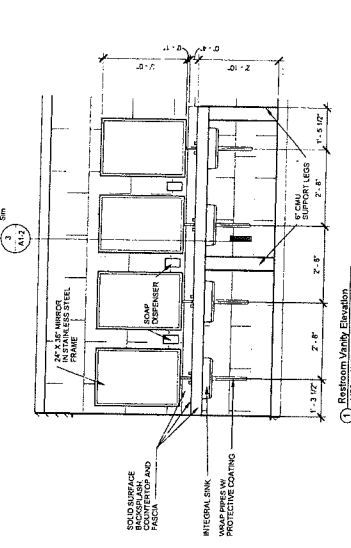 3
A1-2
Sim
24" X 36" MIRROR
IN STAINLESS STEEL
FRAME
SOAP
DISPENSER
SOLID SURFACE
BACKSPLASH,
COUNTERTOP AND
FASCIA
INTEGRAL SINK
WRAP PIPES W/
PROTECTIVE COATING
6" CMU
SUPPORT LEGS
3' - 0"
0' - 1"
0' - 4"
2' - 10"
1' - 3 1/2"
2' - 8"
2' - 8"
2' - 8"
1' - 5 1/2"
1
Restroom Vanity Elevation